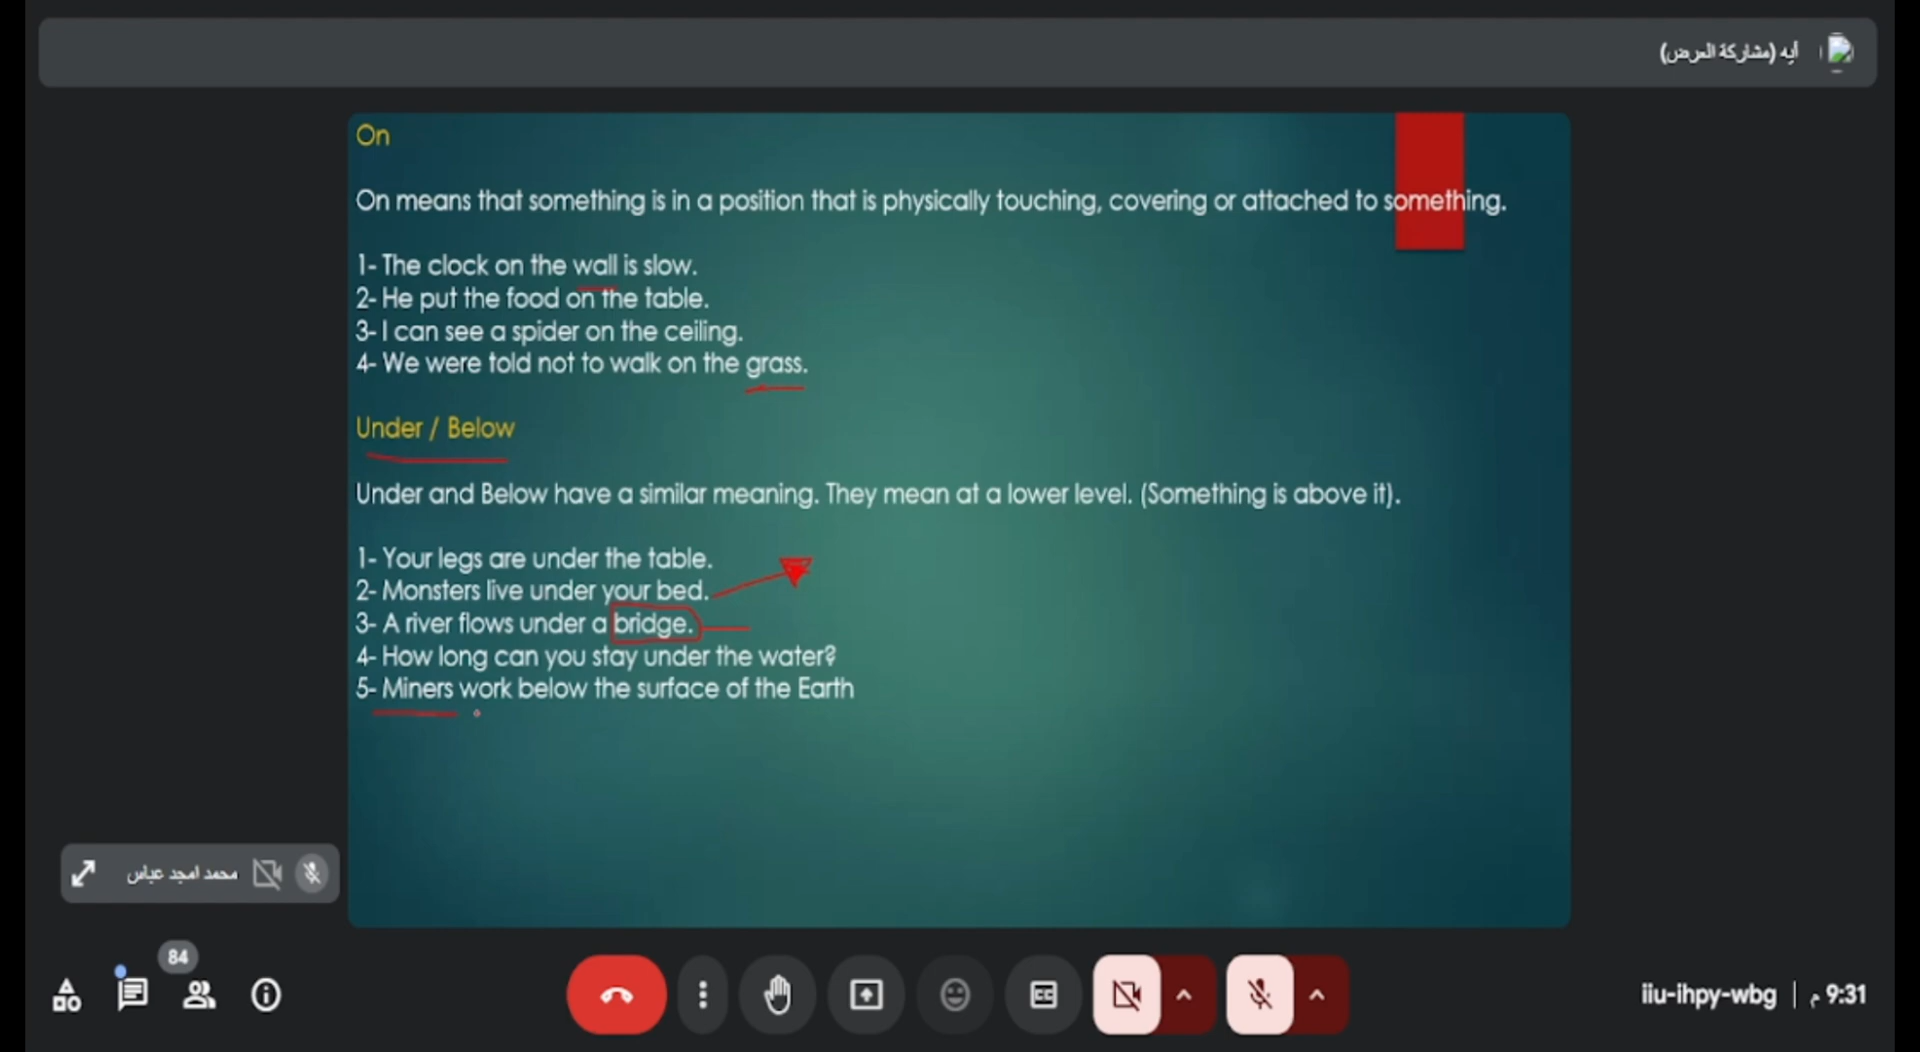 أيه (مشاركة العرض)
On
On means that something is in a position that is physically touching, covering or attached to something.
1- The clock on the wall is slow.
2- He put the food on the table.
3- I can see a spider on the ceiling.
4- We were told not to walk on the grass.
Under / Below
Under and Below have a similar meaning. They mean at a lower level. (Something is above it).
1- Your legs are under the table.
2- Monsters live under your bed.
3- A river flows under a bridge.
4- How long can you stay under the water?
5- Miners work below the surface of the Earth
محمد امجد عباس
84
CC
iiu-ihpy-wbg | 9:31 م